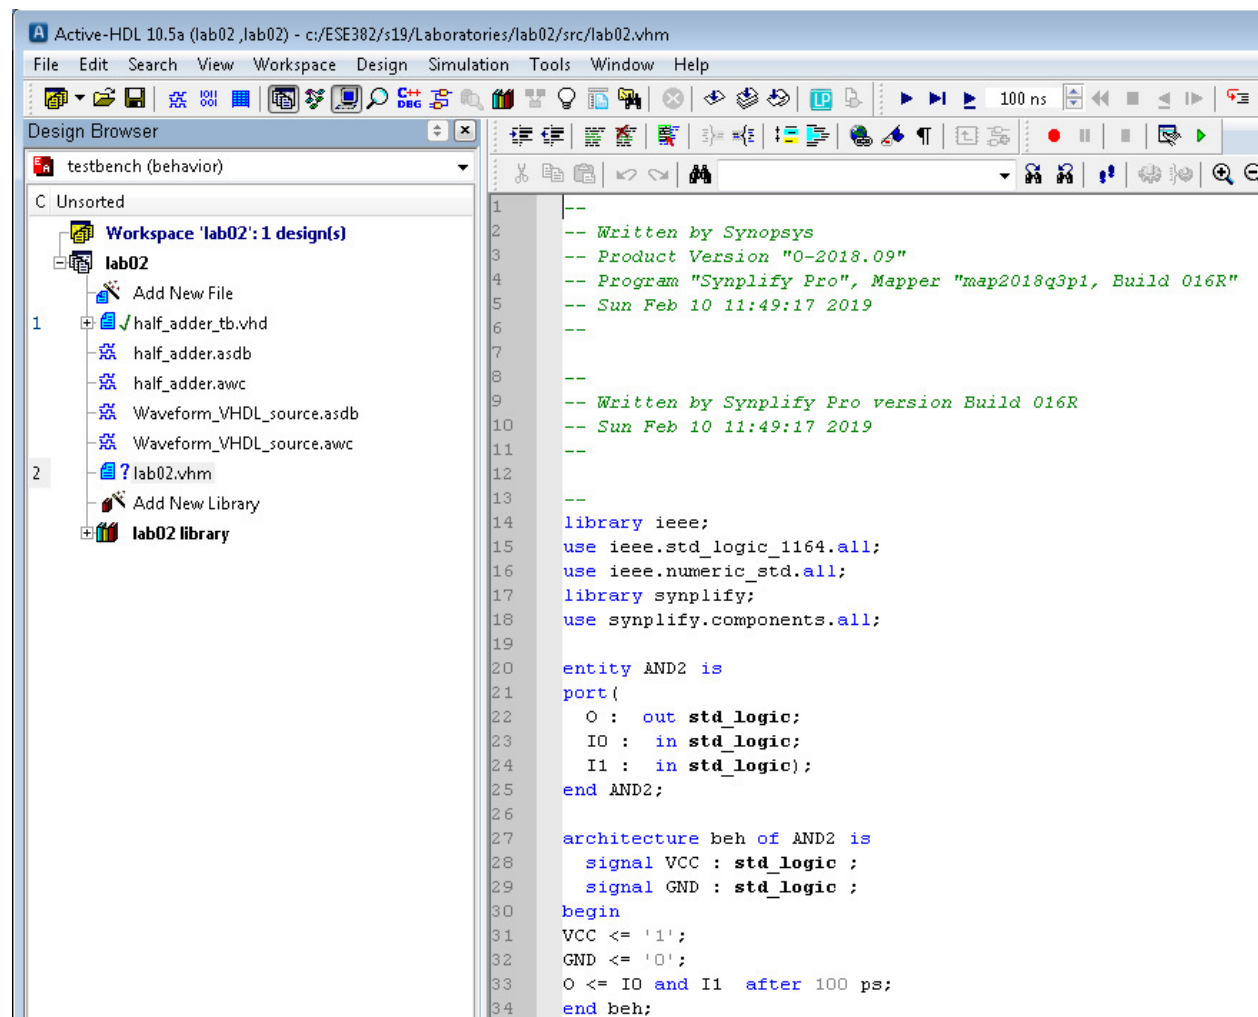 Active-HDL 10.5a (lab02 ,lab02) - c:/ESE382/s19/Laboratories/lab02/src/lab02.vhm
File Edit Search View Workspace Design Simulation Tools Window Help
C++ DBG
LP
100 ns
Design Browser
testbench (behavior)
C Unsorted
Workspace 'lab02': 1 design(s)
lab02
Add New File
1 half_adder_tb.vhd
half_adder.asdb
half_adder.awc
Waveform_VHDL_source.asdb
Waveform_VHDL_source.awc
2 ? lab02.vhm
Add New Library
lab02 library
1 --
2 -- Written by Synopsys
3 -- Product Version "O-2018.09"
4 -- Program "Synplify Pro", Mapper "map2018q3p1, Build 016R"
5 -- Sun Feb 10 11:49:17 2019
6 --
7
8 --
9 -- Written by Synplify Pro version Build 016R
10 -- Sun Feb 10 11:49:17 2019
11 --
12
13 --
14 library ieee;
15 use ieee.std_logic_1164.all;
16 use ieee.numeric_std.all;
17 library synplify;
18 use synplify.components.all;
19
20 entity AND2 is
21 port(
22 O : out std_logic;
23 I0 : in std_logic;
24 I1 : in std_logic);
25 end AND2;
26
27 architecture beh of AND2 is
28 signal VCC : std_logic ;
29 signal GND : std_logic ;
30 begin
31 VCC <= '1';
32 GND <= '0';
33 O <= I0 and I1 after 100 ps;
34 end beh;